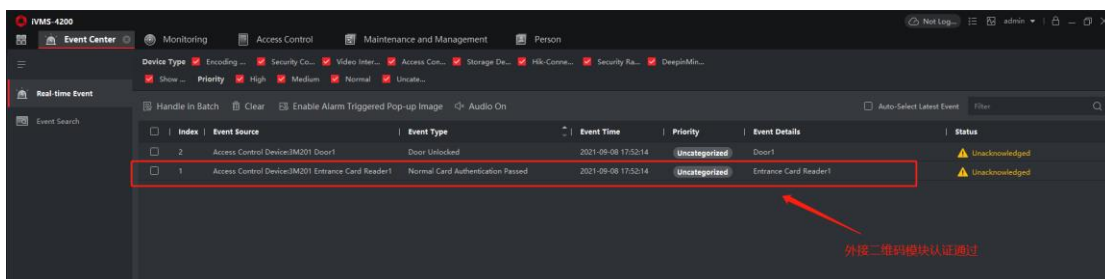 iVMS-4200
Not Log... admin
Event Center Monitoring Access Control Maintenance and Management Person
Device Type Encoding ... Security Co... Video Inter... Access Con... Storage De... Hik-Conne... Security Ra... DeepinMin...
Show ... Priority High Medium Normal Uncate...
Real-time Event
Handle in Batch Clear Enable Alarm Triggered Pop-up Image Audio On Auto-Select Latest Event Filter
Event Search
Index Event Source Event Type Event Time Priority Event Details Status
2 Access Control Device:3M201 Door1 Door Unlocked 2021-09-08 17:52:14 Uncategorized Door1 Unacknowledged
1 Access Control Device:3M201 Entrance Card Reader1 Normal Card Authentication Passed 2021-09-08 17:52:14 Uncategorized Entrance Card Reader1 Unacknowledged
外接二维码模块认证通过